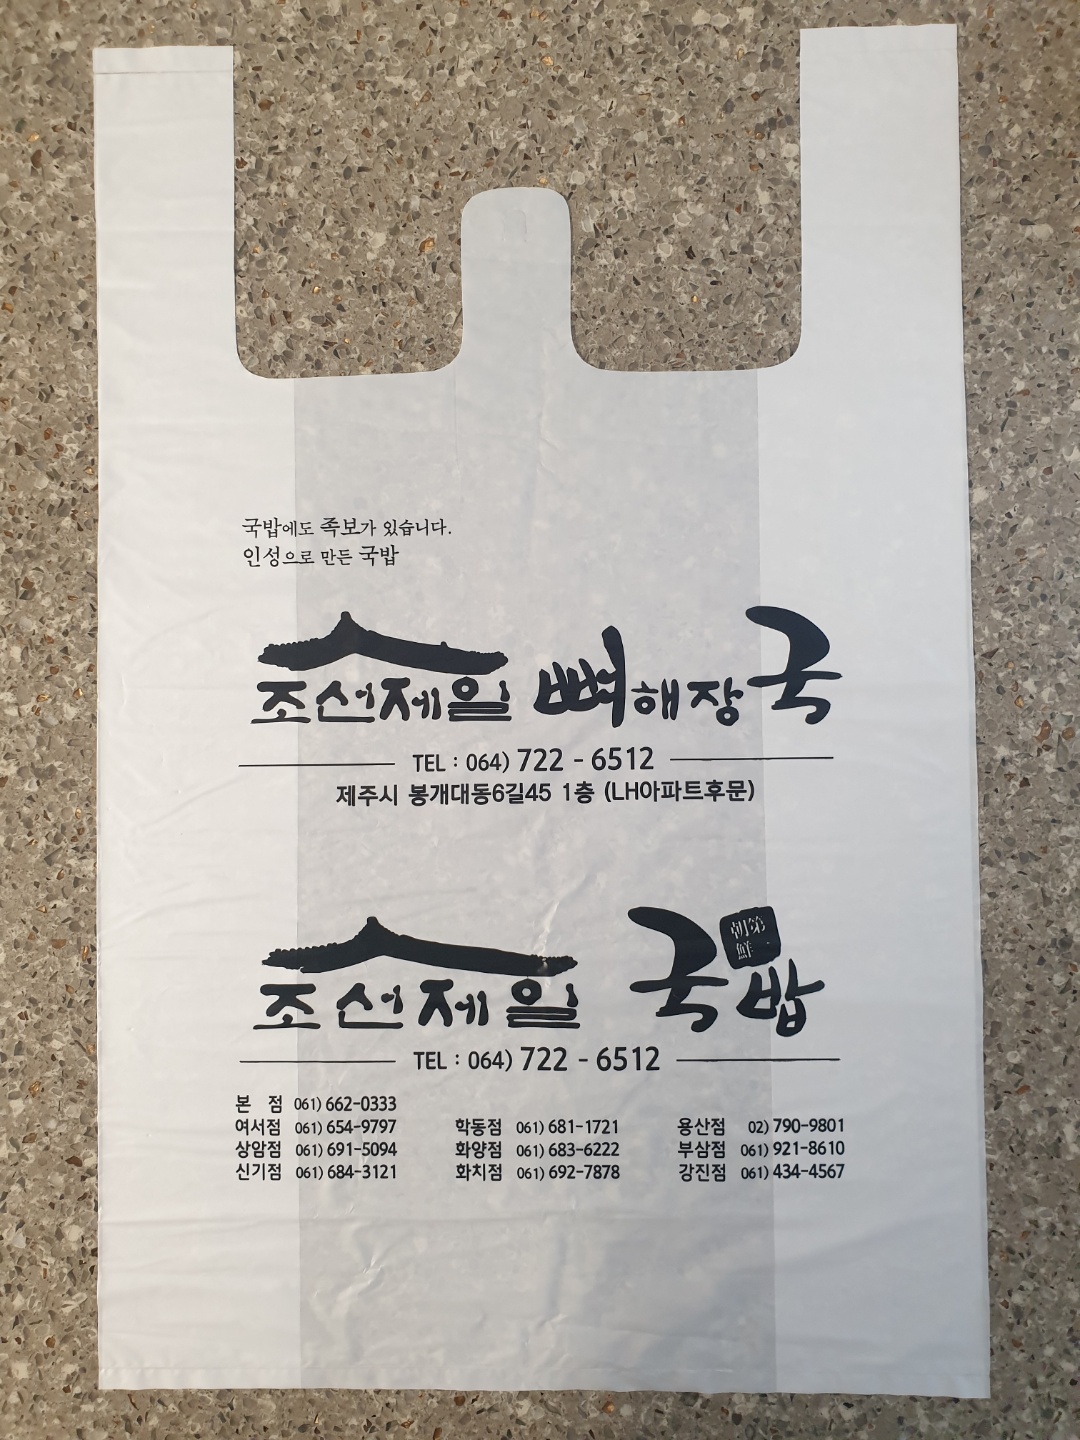 국밥에도 족보가 있습니다.
인성으로 만든 국밥
조선제일 뼈해장국
TEL : 064) 722 - 6512
제주시 봉개대동6길45 1층 (LH아파트후문)
조선제일 국밥
朝鮮第一
TEL : 064) 722 - 6512
본 점 061) 662-0333
여서점 061) 654-9797 학동점 061) 681-1721 용산점 02) 790-9801
상암점 061) 691-5094 화양점 061) 683-6222 부삼점 061) 921-8610
신기점 061) 684-3121 화치점 061) 692-7878 강진점 061) 434-4567